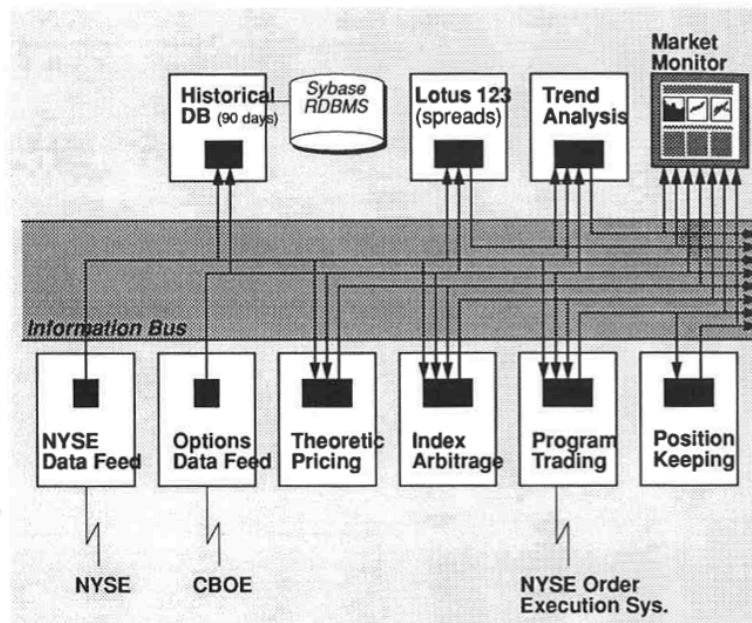 Market
Monitor
Historical
DB (90 days)
Sybase
RDBMS
Lotus 123
(spreads)
Trend
Analysis
Information Bus
NYSE
Data Feed
Options
Data Feed
Theoretic
Pricing
Index
Arbitrage
Program
Trading
Position
Keeping
NYSE
CBOE
NYSE Order
Execution Sys.